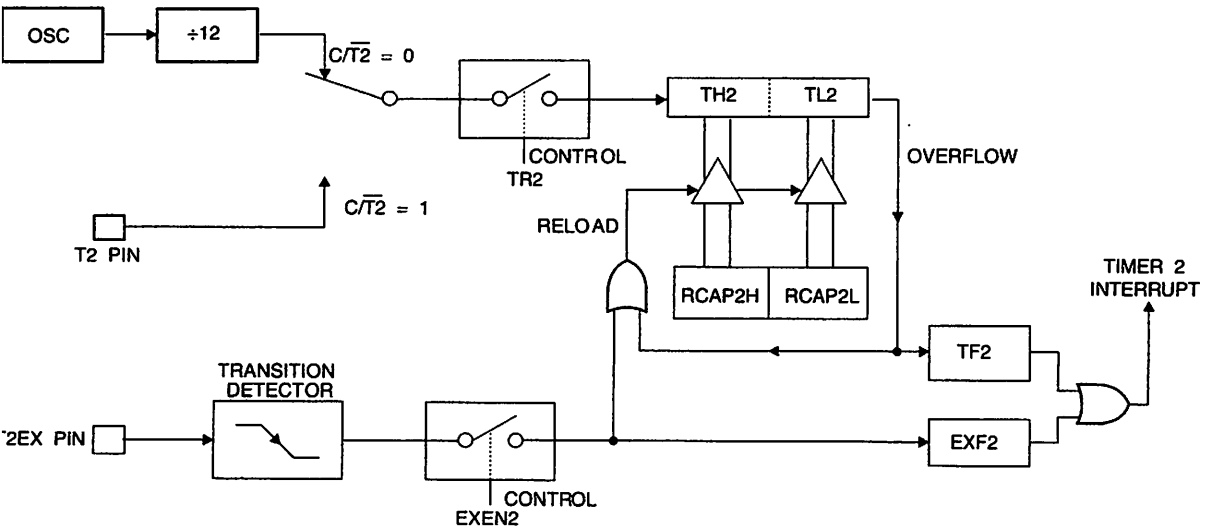 OSC
÷12
C/T2 = 0
TH2
TL2
CONTROL
TR2
OVERFLOW
C/T2 = 1
T2 PIN
RELOAD
RCAP2H
RCAP2L
TIMER 2
INTERRUPT
TF2
TRANSITION
DETECTOR
2EX PIN
EXF2
CONTROL
EXEN2